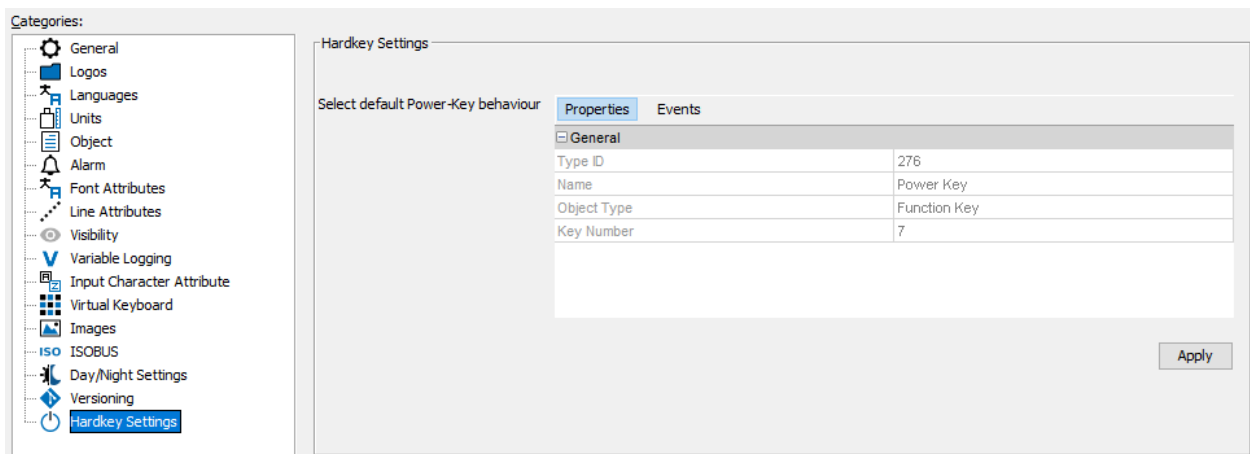 Categories:
General
Logos
Languages
Units
Object
Alarm
Font Attributes
Line Attributes
Visibility
Variable Logging
Input Character Attribute
Virtual Keyboard
Images
ISO ISOBUS
Day/Night Settings
Versioning
Hardkey Settings
Hardkey Settings
Select default Power-Key behaviour
Properties Events
General
Type ID 276
Name Power Key
Object Type Function Key
Key Number 7
Apply